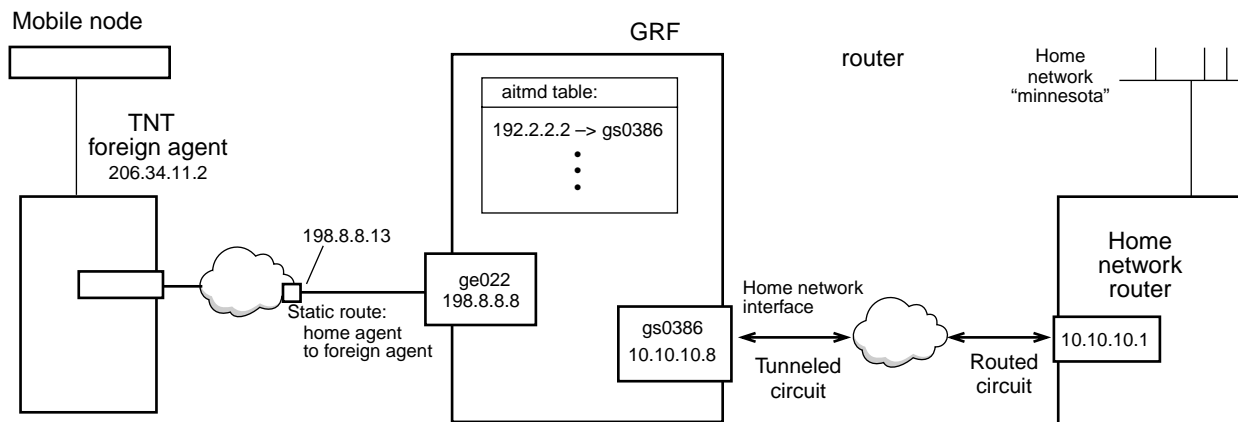 Mobile node
GRF
router
Home
network
“minnesota”
aitmd table:
192.2.2.2 –> gs0386
TNT
foreign agent
206.34.11.2
198.8.8.13
ge022
198.8.8.8
Static route:
home agent
to foreign agent
Home network
interface
gs0386
10.10.10.8
Tunneled
circuit
Routed
circuit
Home
network
router
10.10.10.1